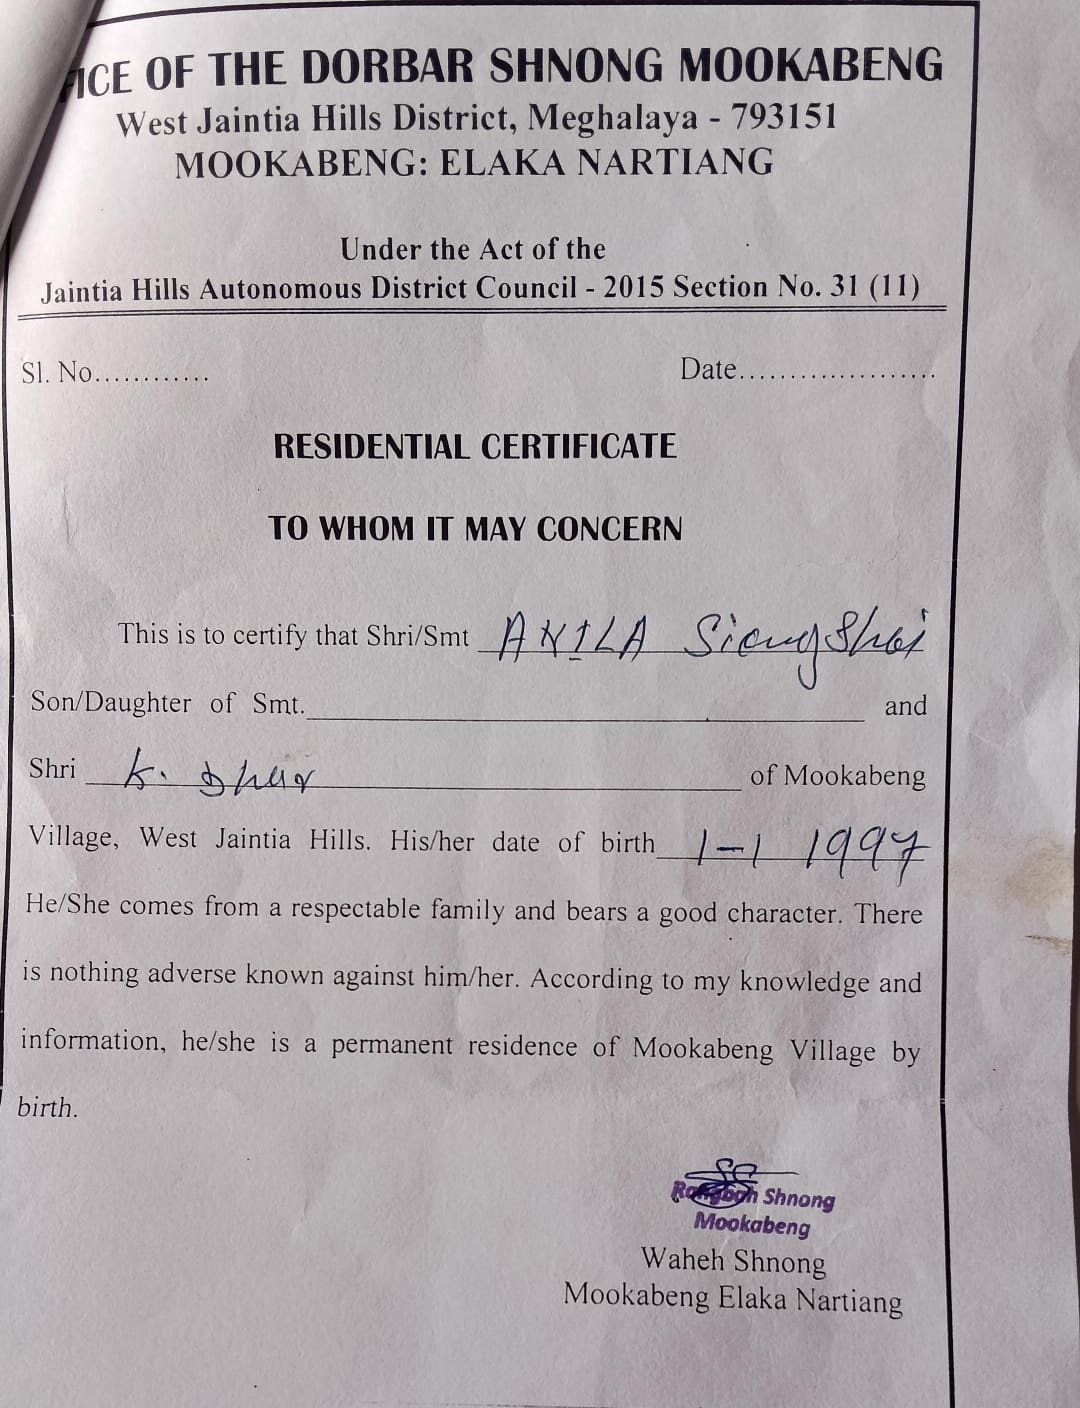 ICE OF THE DORBAR SHNONG MOOKABENG
West Jaintia Hills District, Meghalaya - 793151
MOOKABENG: ELAKA NARTIANG
Under the Act of the
Jaintia Hills Autonomous District Council - 2015 Section No. 31 (11)
Sl. No............ Date....................
RESIDENTIAL CERTIFICATE
TO WHOM IT MAY CONCERN
This is to certify that Shri/Smt ANILA Siongshai
Son/Daughter of Smt. and
Shri K. Dhar of Mookabeng
Village, West Jaintia Hills. His/her date of birth 1-1 1997
He/She comes from a respectable family and bears a good character. There
is nothing adverse known against him/her. According to my knowledge and
information, he/she is a permanent residence of Mookabeng Village by
birth.
Rangbah Shnong
Mookabeng
Waheh Shnong
Mookabeng Elaka Nartiang